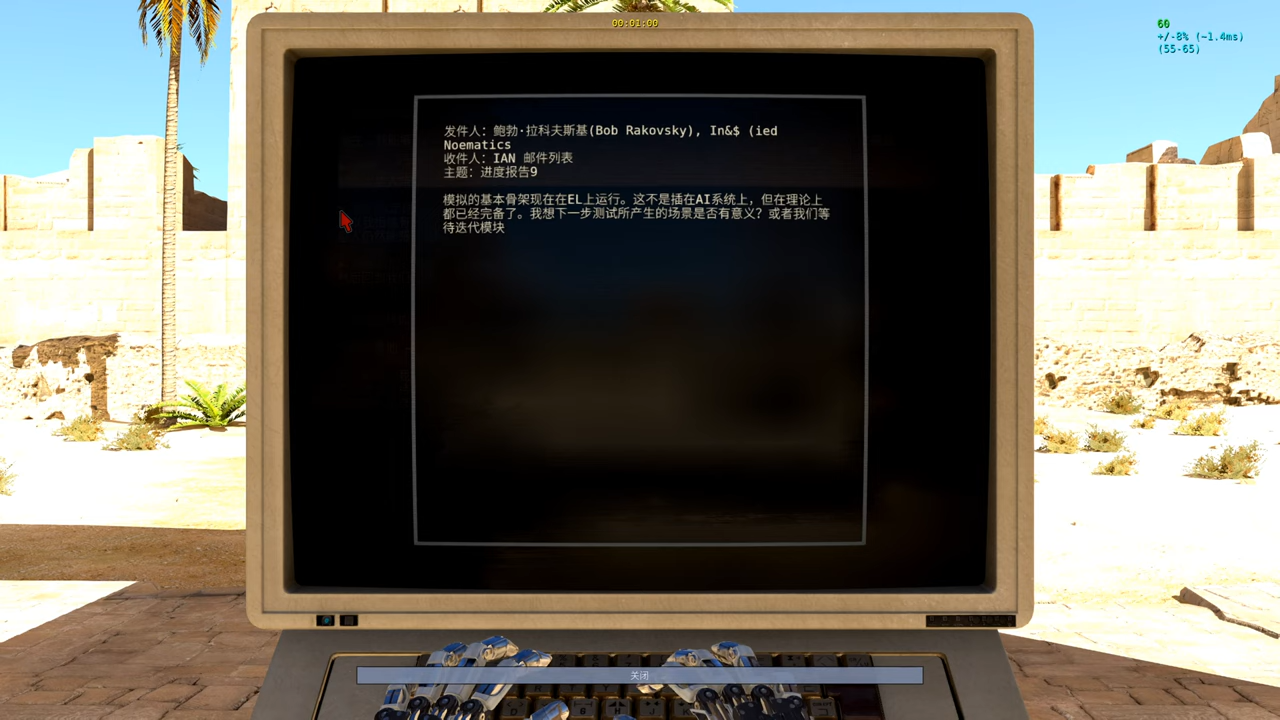 00:01:00
60
+/-8% (~1.4ms)
(55-65)
发件人: 鲍勃·拉科夫斯基(Bob Rakovsky), In&$ (ied
Noematics
收件人: IAN 邮件列表
主题: 进度报告9
模拟的基本骨架现在在EL上运行。这不是插在AI系统上, 但在理论上
都已经完备了。我想下一步测试所产生的场景是否有意义? 或者我们等
待迭代模块
关闭